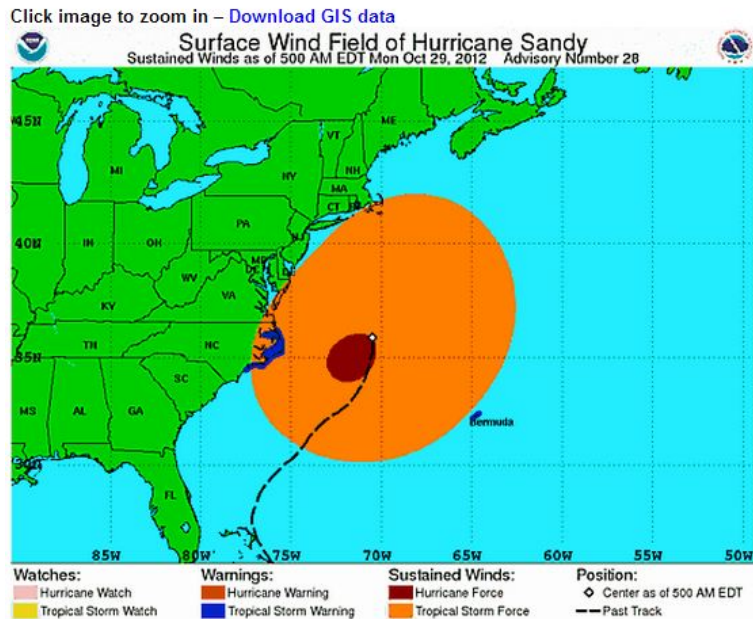 Click image to zoom in – Download GIS data
Surface Wind Field of Hurricane Sandy
Sustained Winds as of 500 AM EDT Mon Oct 29, 2012 Advisory Number 28
45N
ME
VT
MI
NH
NY
MA
CT
PA
40N
IN
OH
NJ
MD
DC
DE
WV
VA
KY
TN
NC
35N
SC
MS
AL
GA
Bermuda
30N
FL
85W
80W
75W
70W
65W
60W
55W
50W
Watches:
Warnings:
Sustained Winds:
Position:
Hurricane Watch
Hurricane Warning
Hurricane Force
Center as of 500 AM EDT
Tropical Storm Watch
Tropical Storm Warning
Tropical Storm Force
Past Track